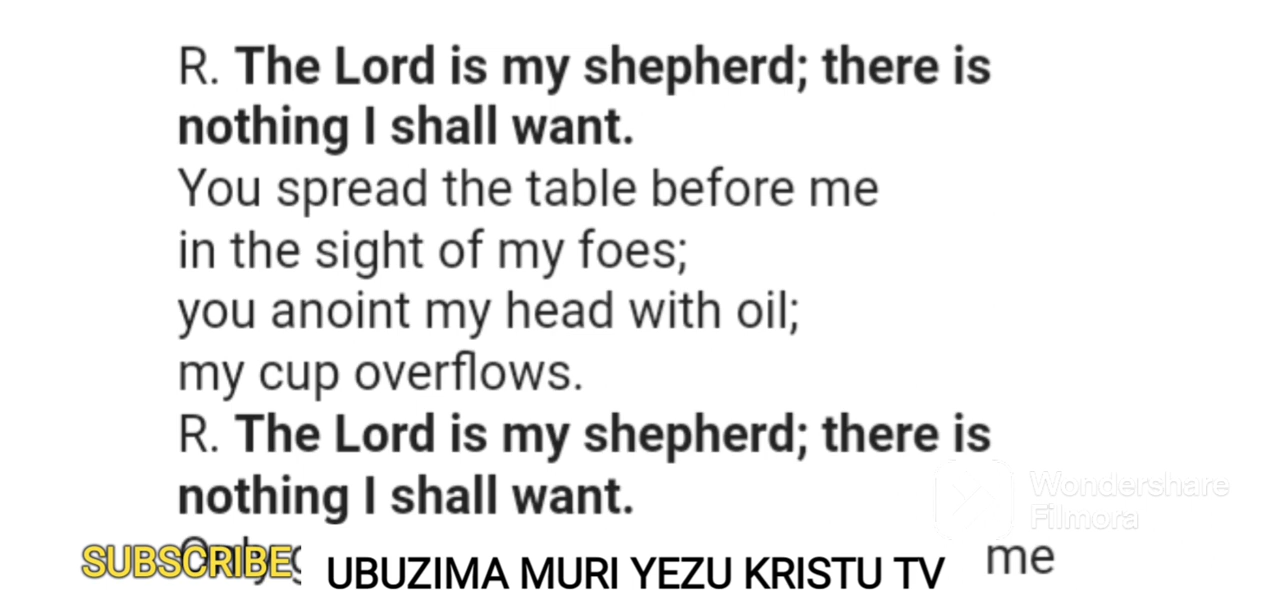 R. The Lord is my shepherd; there is
nothing I shall want.
You spread the table before me
in the sight of my foes;
you anoint my head with oil;
my cup overflows.
R. The Lord is my shepherd; there is
nothing I shall want.
me
Wondershare
Filmora
SUBSCRIBE
UBUZIMA MURI YEZU KRISTU TV